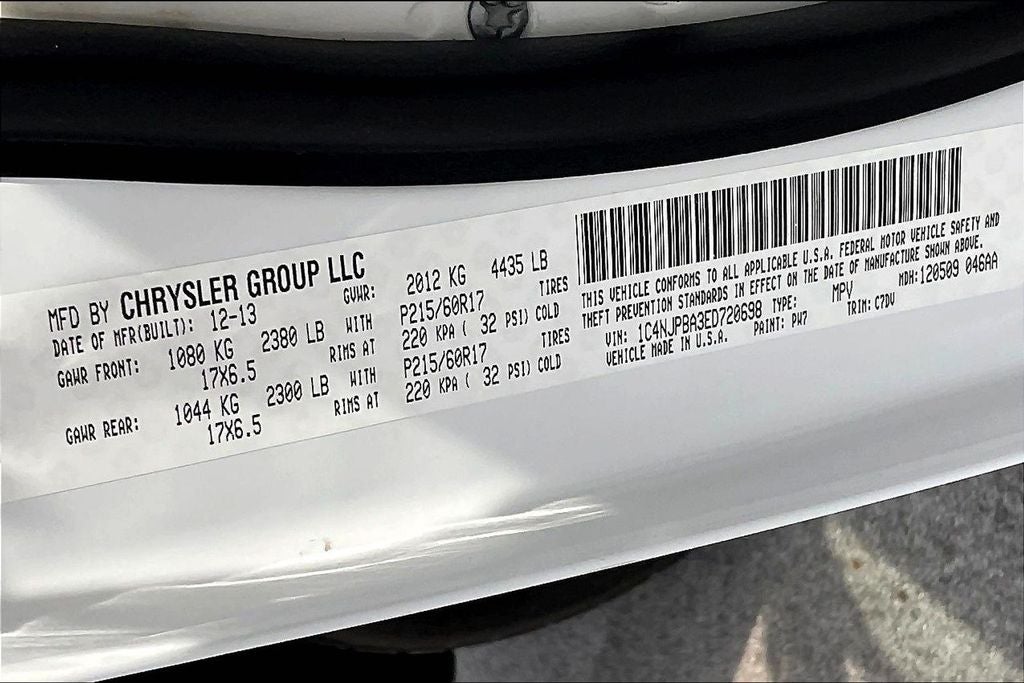 MFD BY CHRYSLER GROUP LLC
DATE OF MFR(BUILT): 12-13 GVWR: 2012 KG 4435 LB
GAWR FRONT: 1080 KG 2380 LB WITH P215/60R17 TIRES
17X6.5 RIMS AT 220 KPA ( 32 PSI) COLD
GAWR REAR: 1044 KG 2300 LB WITH P215/60R17 TIRES
17X6.5 RIMS AT 220 KPA ( 32 PSI) COLD
THIS VEHICLE CONFORMS TO ALL APPLICABLE U.S.A. FEDERAL MOTOR VEHICLE SAFETY AND
THEFT PREVENTION STANDARDS IN EFFECT ON THE DATE OF MANUFACTURE SHOWN ABOVE.
VIN: 1C4NJPBA3ED720698 TYPE: MPV MDH:120509 046AA
VEHICLE MADE IN U.S.A. PAINT: PW7 TRIM: C7DV